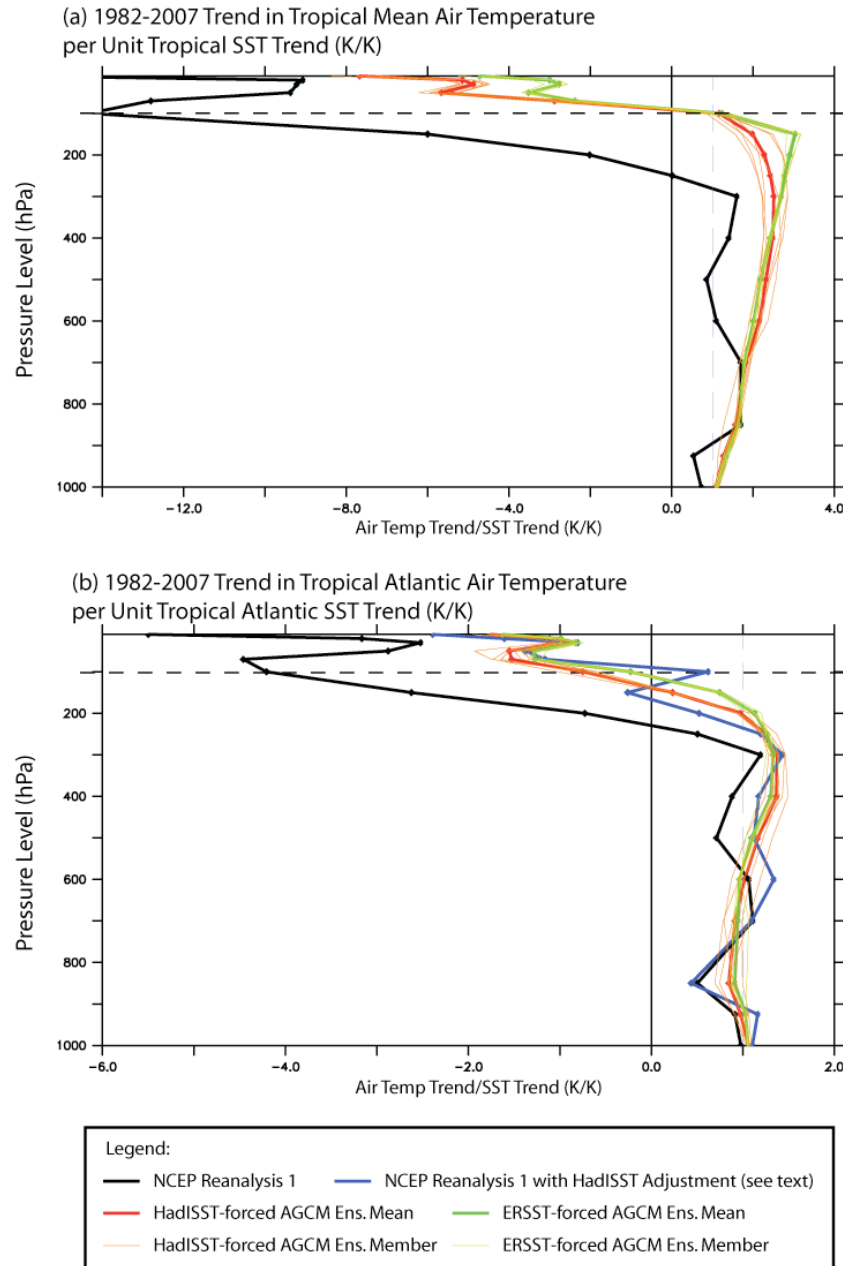 (a) 1982-2007 Trend in Tropical Mean Air Temperature
per Unit Tropical SST Trend (K/K)
Pressure Level (hPa)
200
400
600
800
1000
-12.0 -8.0 -4.0 0.0 4.0
Air Temp Trend/SST Trend (K/K)
(b) 1982-2007 Trend in Tropical Atlantic Air Temperature
per Unit Tropical Atlantic SST Trend (K/K)
Pressure Level (hPa)
200
400
600
800
1000
-6.0 -4.0 -2.0 0.0 2.0
Air Temp Trend/SST Trend (K/K)
Legend:
NCEP Reanalysis 1 NCEP Reanalysis 1 with HadISST Adjustment (see text)
HadISST-forced AGCM Ens. Mean ERSST-forced AGCM Ens. Mean
HadISST-forced AGCM Ens. Member ERSST-forced AGCM Ens. Member